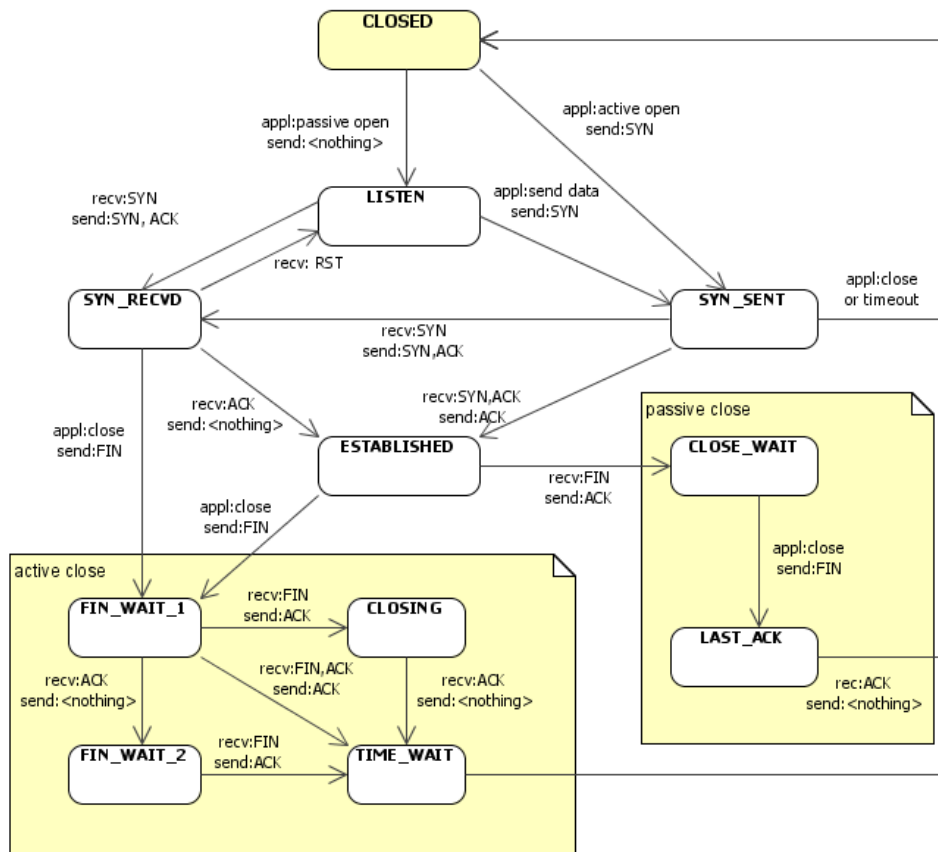 CLOSED
appl:passive open
send:<nothing>
appl:active open
send:SYN
LISTEN
recv:SYN
send:SYN, ACK
appl:send data
send:SYN
recv: RST
SYN_RECVD
SYN_SENT
appl:close
or timeout
recv:SYN
send:SYN,ACK
recv:ACK
send:<nothing>
recv:SYN,ACK
send:ACK
appl:close
send:FIN
ESTABLISHED
passive close
CLOSE_WAIT
recv:FIN
send:ACK
appl:close
send:FIN
appl:close
send:FIN
active close
FIN_WAIT_1
recv:FIN
send:ACK
CLOSING
LAST_ACK
recv:ACK
send:<nothing>
recv:FIN,ACK
send:ACK
recv:ACK
send:<nothing>
rec:ACK
send:<nothing>
FIN_WAIT_2
recv:FIN
send:ACK
TIME_WAIT